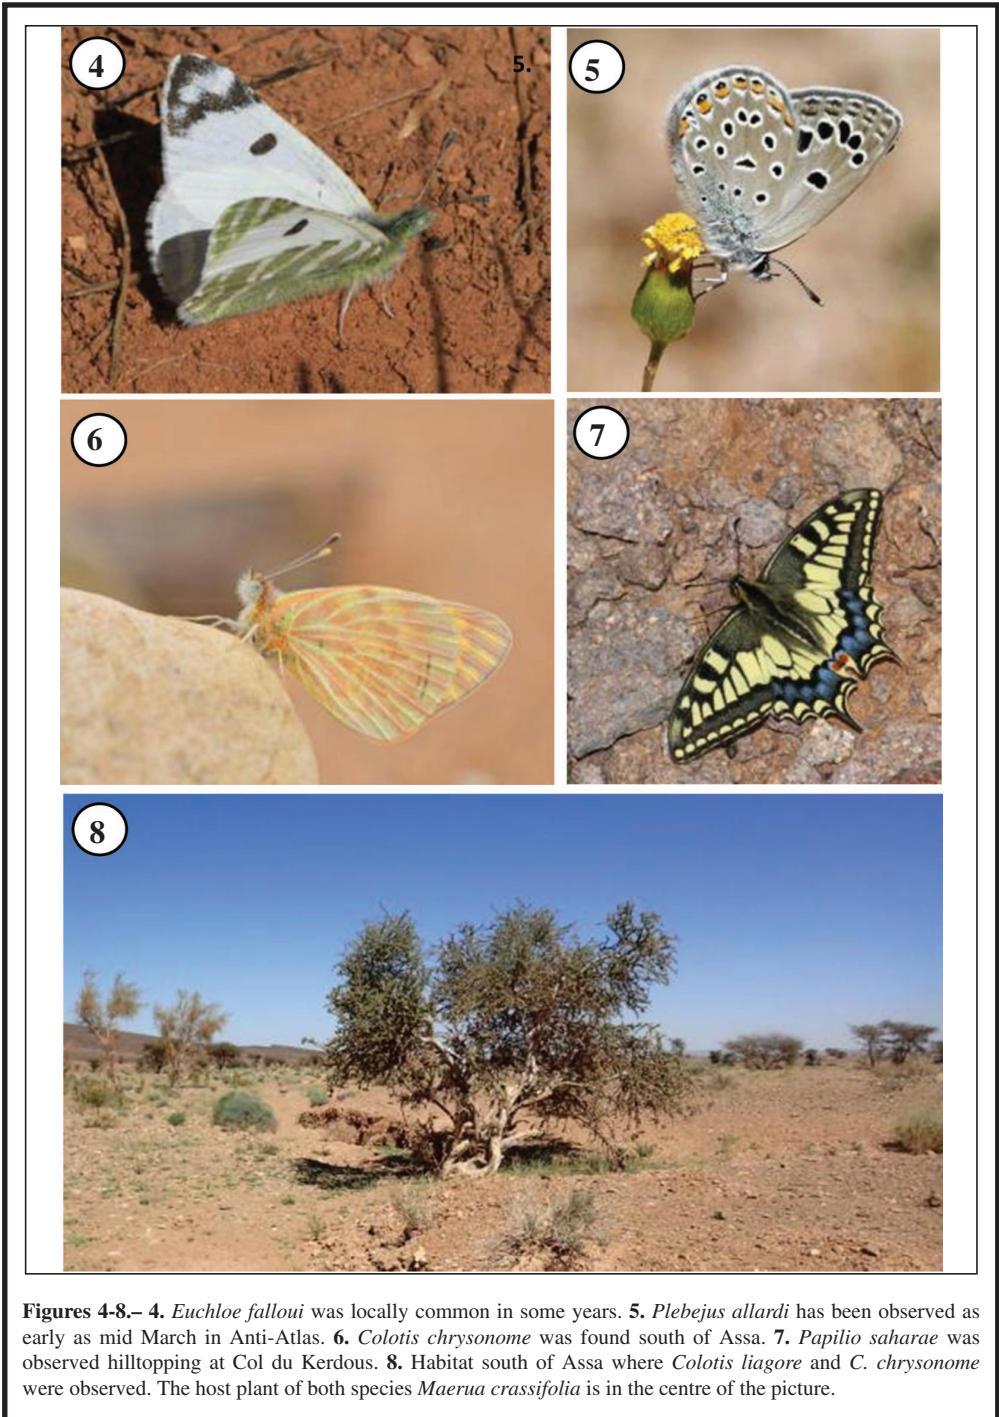 4
5.
5
6
7
8
Figures 4-8.– 4. Euchloe falloui was locally common in some years. 5. Plebejus allardi has been observed as
early as mid March in Anti-Atlas. 6. Colotis chrysonome was found south of Assa. 7. Papilio saharae was
observed hilltopping at Col du Kerdous. 8. Habitat south of Assa where Colotis liagore and C. chrysonome
were observed. The host plant of both species Maerua crassifolia is in the centre of the picture.